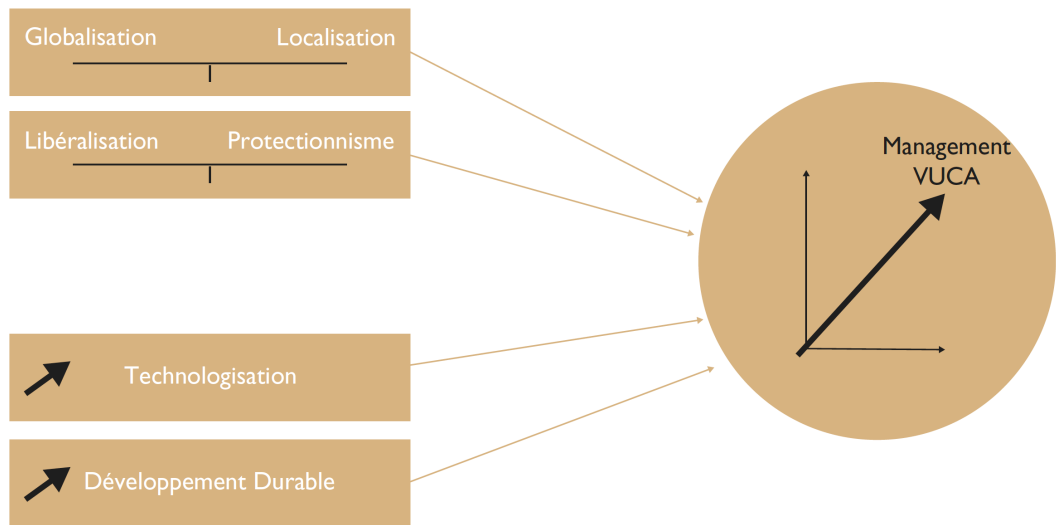 Globalisation Localisation
Libéralisation Protectionnisme
Management
VUCA
Technologisation
Développement Durable